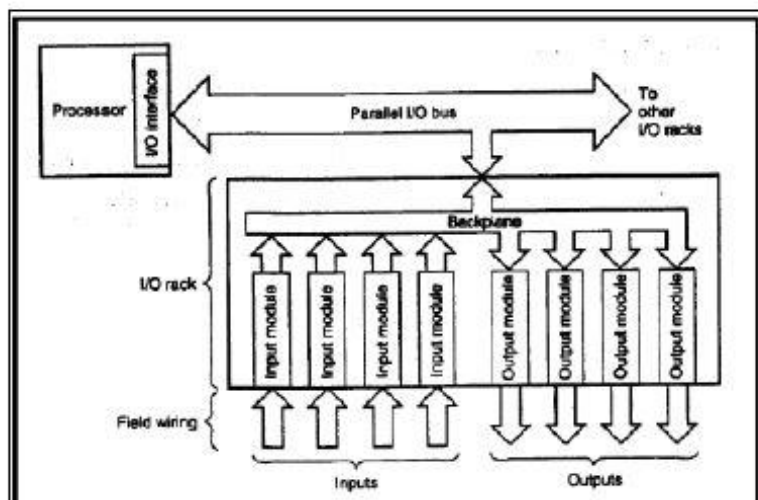 Processor
I/O interface
Parallel I/O bus
To
other
I/O racks
Backplane
I/O rack
Input module
Input module
Input module
Input module
Output module
Output module
Output module
Output module
Field wiring
Inputs
Outputs